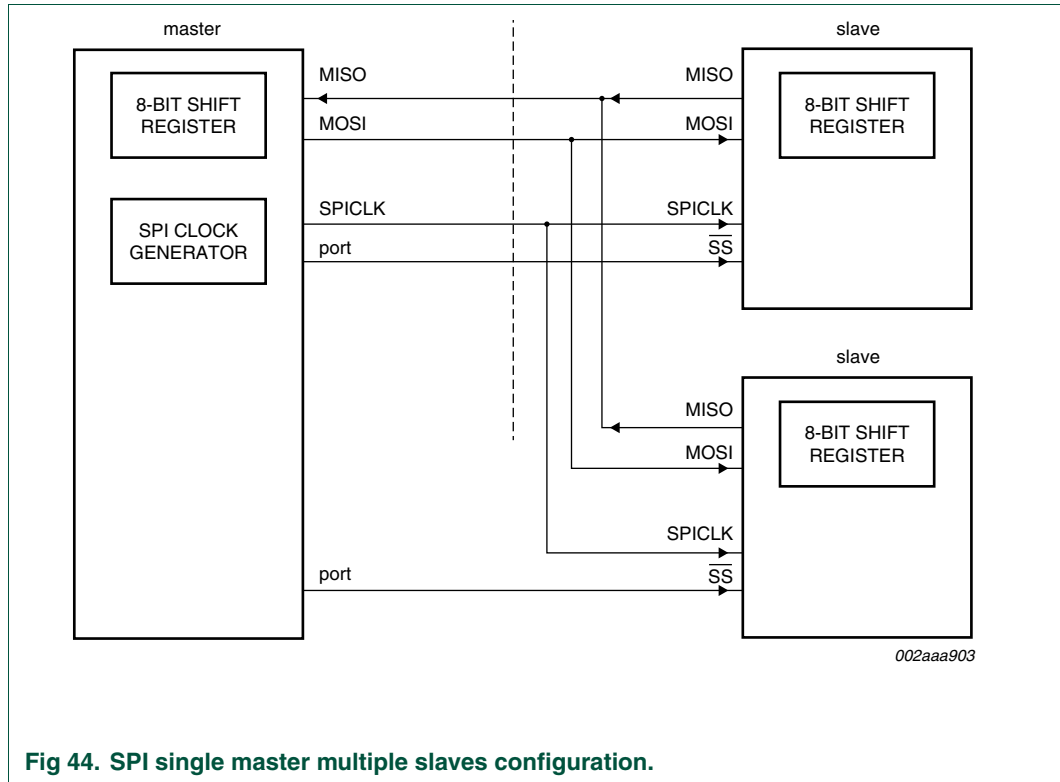 master
slave
MISO
MISO
8-BIT SHIFT
REGISTER
8-BIT SHIFT
REGISTER
MOSI
MOSI
SPICLK
SPICLK
SPI CLOCK
GENERATOR
port
SS
slave
MISO
8-BIT SHIFT
REGISTER
MOSI
SPICLK
port
SS
002aaa903
Fig 44. SPI single master multiple slaves configuration.